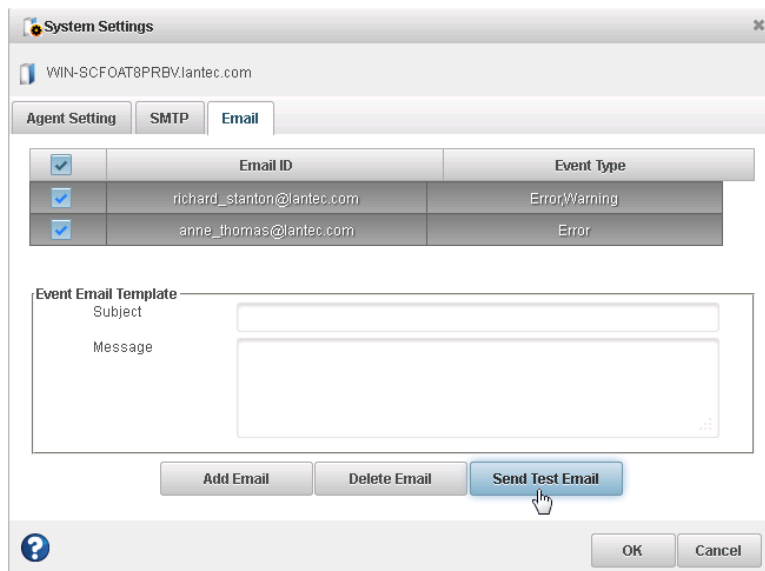 System Settings
WIN-SCFOAT8PRBV.lantec.com
Agent Setting SMTP Email
Email ID Event Type
richard_stanton@lantec.com Error,Warning
anne_thomas@lantec.com Error
Event Email Template
Subject
Message
Add Email Delete Email Send Test Email
?
OK Cancel